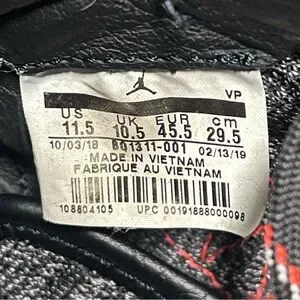 VP
US UK EUR cm
11.5 10.5 45.5 29.5
10/03/18 BQ1311-001 02/13/19
MADE IN VIETNAM
FABRIQUE AU VIETNAM
108804105 UPC 00191888000098